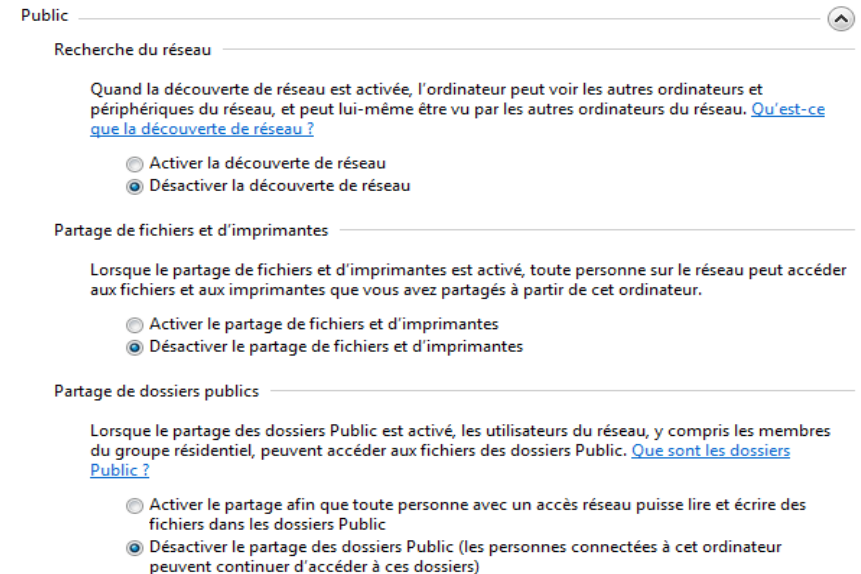 Public
Recherche du réseau
Quand la découverte de réseau est activée, l'ordinateur peut voir les autres ordinateurs et
périphériques du réseau, et peut lui-même être vu par les autres ordinateurs du réseau. Qu'est-ce
que la découverte de réseau ?
Activer la découverte de réseau
Désactiver la découverte de réseau
Partage de fichiers et d'imprimantes
Lorsque le partage de fichiers et d'imprimantes est activé, toute personne sur le réseau peut accéder
aux fichiers et aux imprimantes que vous avez partagés à partir de cet ordinateur.
Activer le partage de fichiers et d'imprimantes
Désactiver le partage de fichiers et d'imprimantes
Partage de dossiers publics
Lorsque le partage des dossiers Public est activé, les utilisateurs du réseau, y compris les membres
du groupe résidentiel, peuvent accéder aux fichiers des dossiers Public. Que sont les dossiers
Public ?
Activer le partage afin que toute personne avec un accès réseau puisse lire et écrire des
fichiers dans les dossiers Public
Désactiver le partage des dossiers Public (les personnes connectées à cet ordinateur
peuvent continuer d'accéder à ces dossiers)